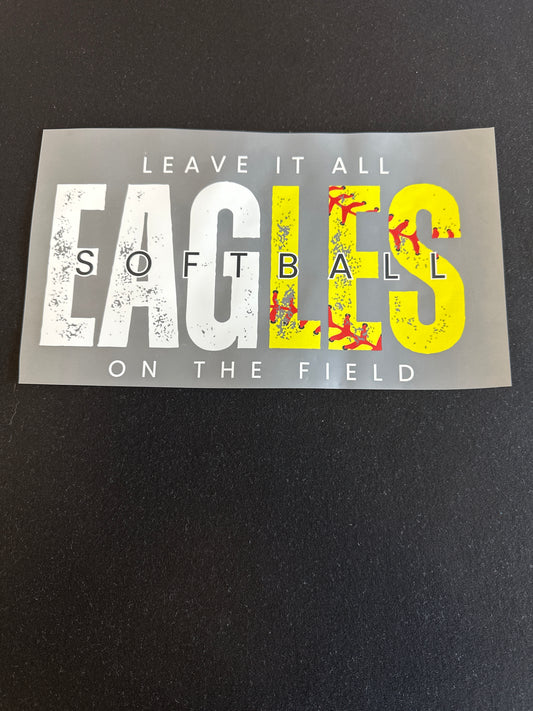 LEAVE IT ALL
EAGLES
SOFTBALL
ON THE FIELD